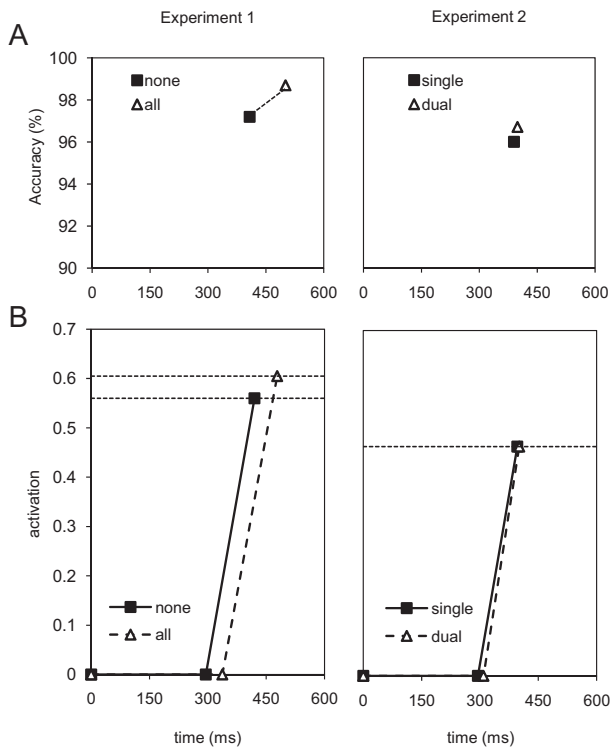 Experiment 1
Experiment 2
A
Accuracy (%)
100
98
96
94
92
90
none
all
0 150 300 450 600
single
dual
0 150 300 450 600
B
activation
0.7
0.6
0.5
0.4
0.3
0.2
0.1
0
none
all
0 150 300 450 600
time (ms)
single
dual
0 150 300 450 600
time (ms)